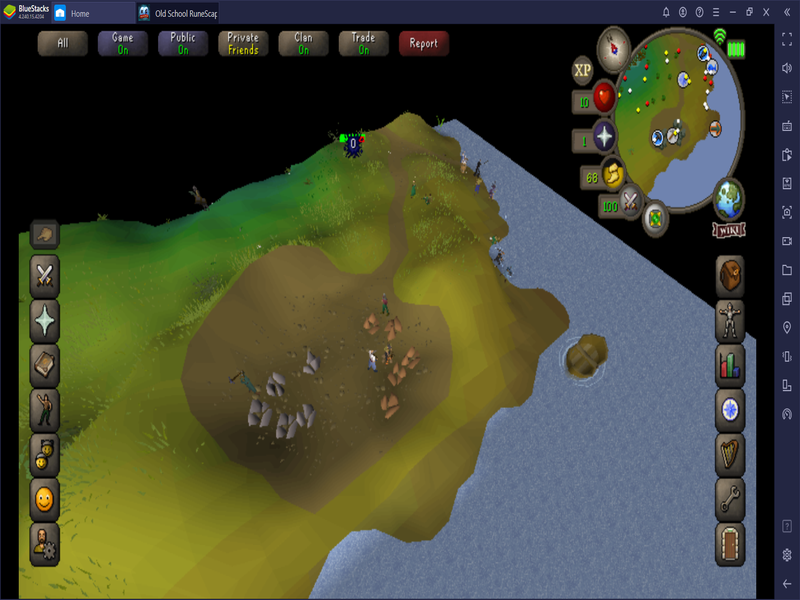 BlueStacks
4.240.15.4204
Home
Old School RuneScap
All
Game
On
Public
On
Private
Friends
Clan
On
Trade
On
Report
XP
10
1
68
100
WIKI
0